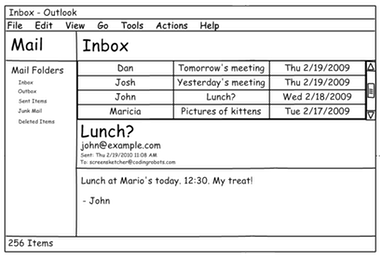 Inbox - Outlook
File Edit View Go Tools Actions Help
Mail
Inbox
Mail Folders
Inbox
Outbox
Sent Items
Junk Mail
Deleted Items
Dan Tomorrow's meeting Thu 2/19/2009
Josh Yesterday's meeting Thu 2/19/2009
John Lunch? Wed 2/18/2009
Maricia Pictures of kittens Tue 2/17/2009
Lunch?
john@example.com
Sent: Thu 2/19/2010 11:08 AM
To: screensketcher@codingrobots.com
Lunch at Mario's today, 12:30. My treat!
- John
256 Items